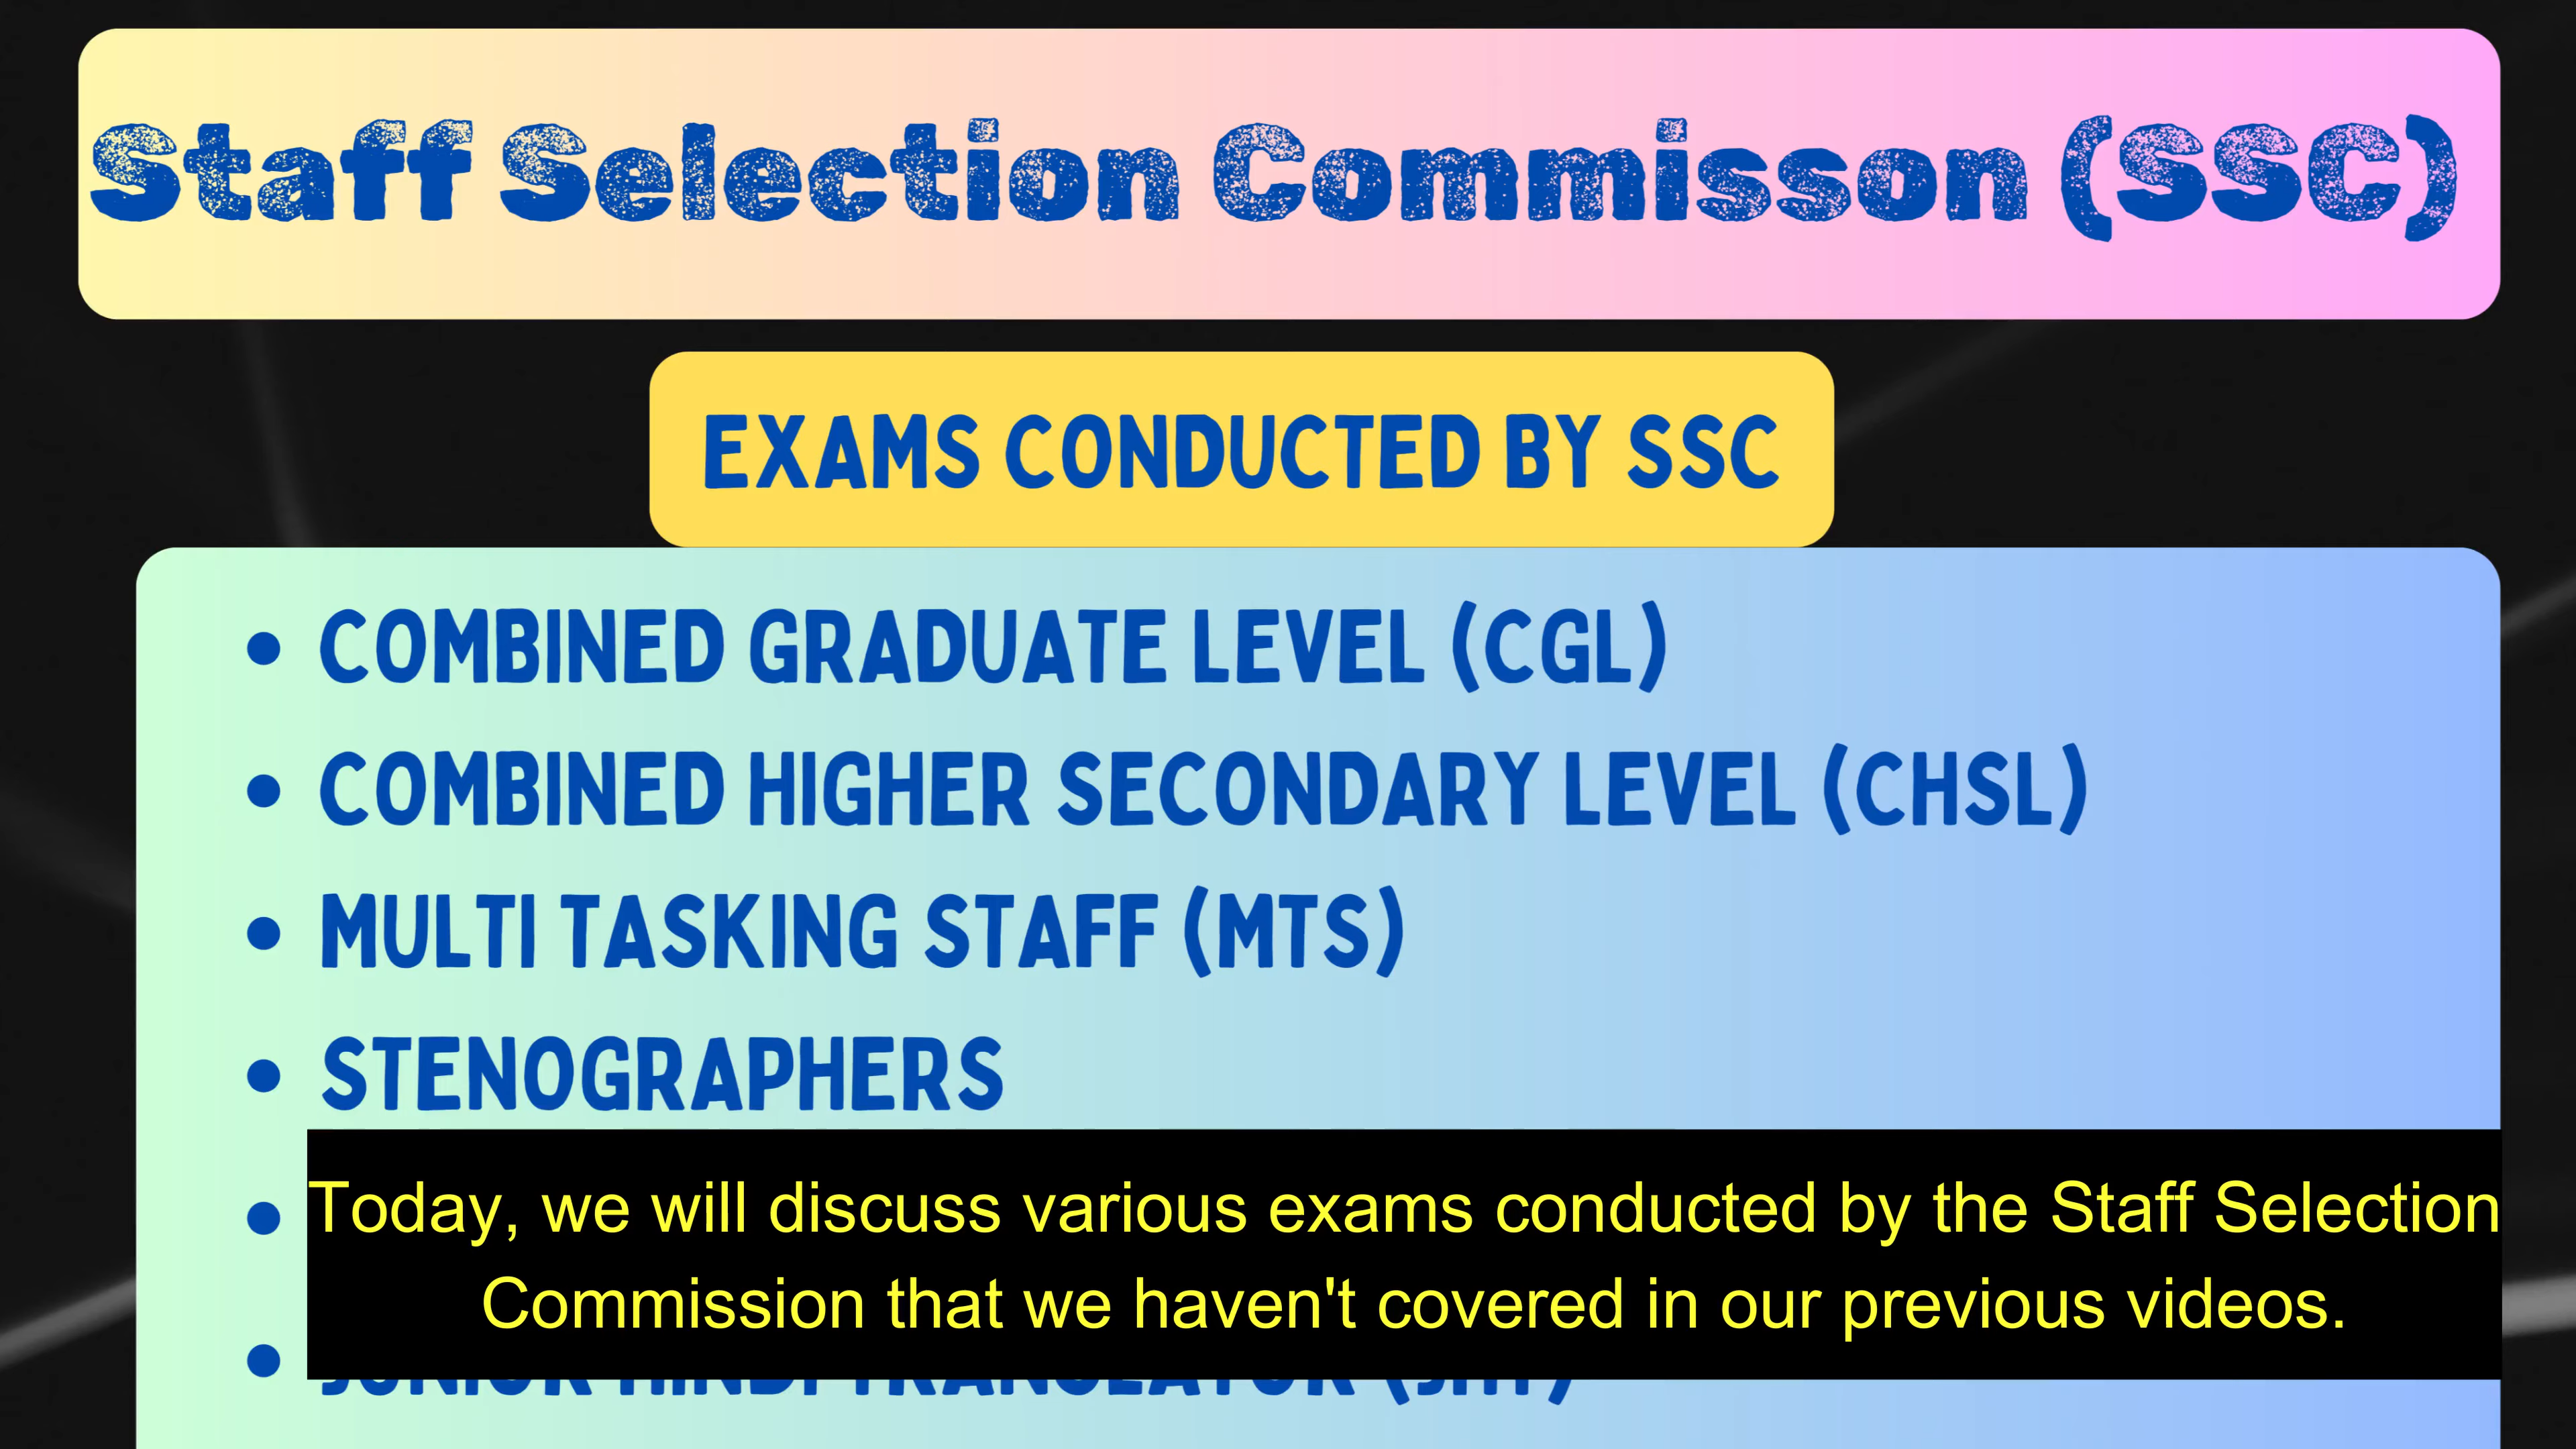 Staff Selection Commisson (SSC)
EXAMS CONDUCTED BY SSC
• COMBINED GRADUATE LEVEL (CGL)
• COMBINED HIGHER SECONDARY LEVEL (CHSL)
• MULTI TASKING STAFF (MTS)
• STENOGRAPHERS
Today, we will discuss various exams conducted by the Staff Selection
Commission that we haven't covered in our previous videos.